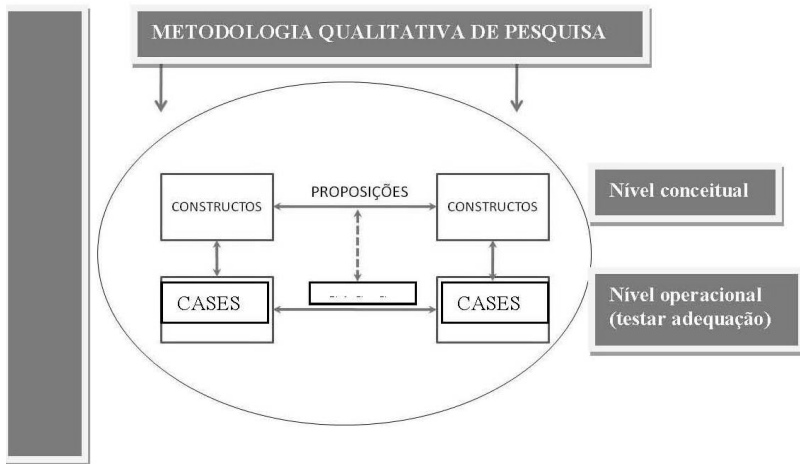 METODOLOGIA QUALITATIVA DE PESQUISA
PROPOSIÇÕES
CONSTRUCTOS
CONSTRUCTOS
Nível conceitual
CASES
CASES
Nível operacional
(testar adequação)